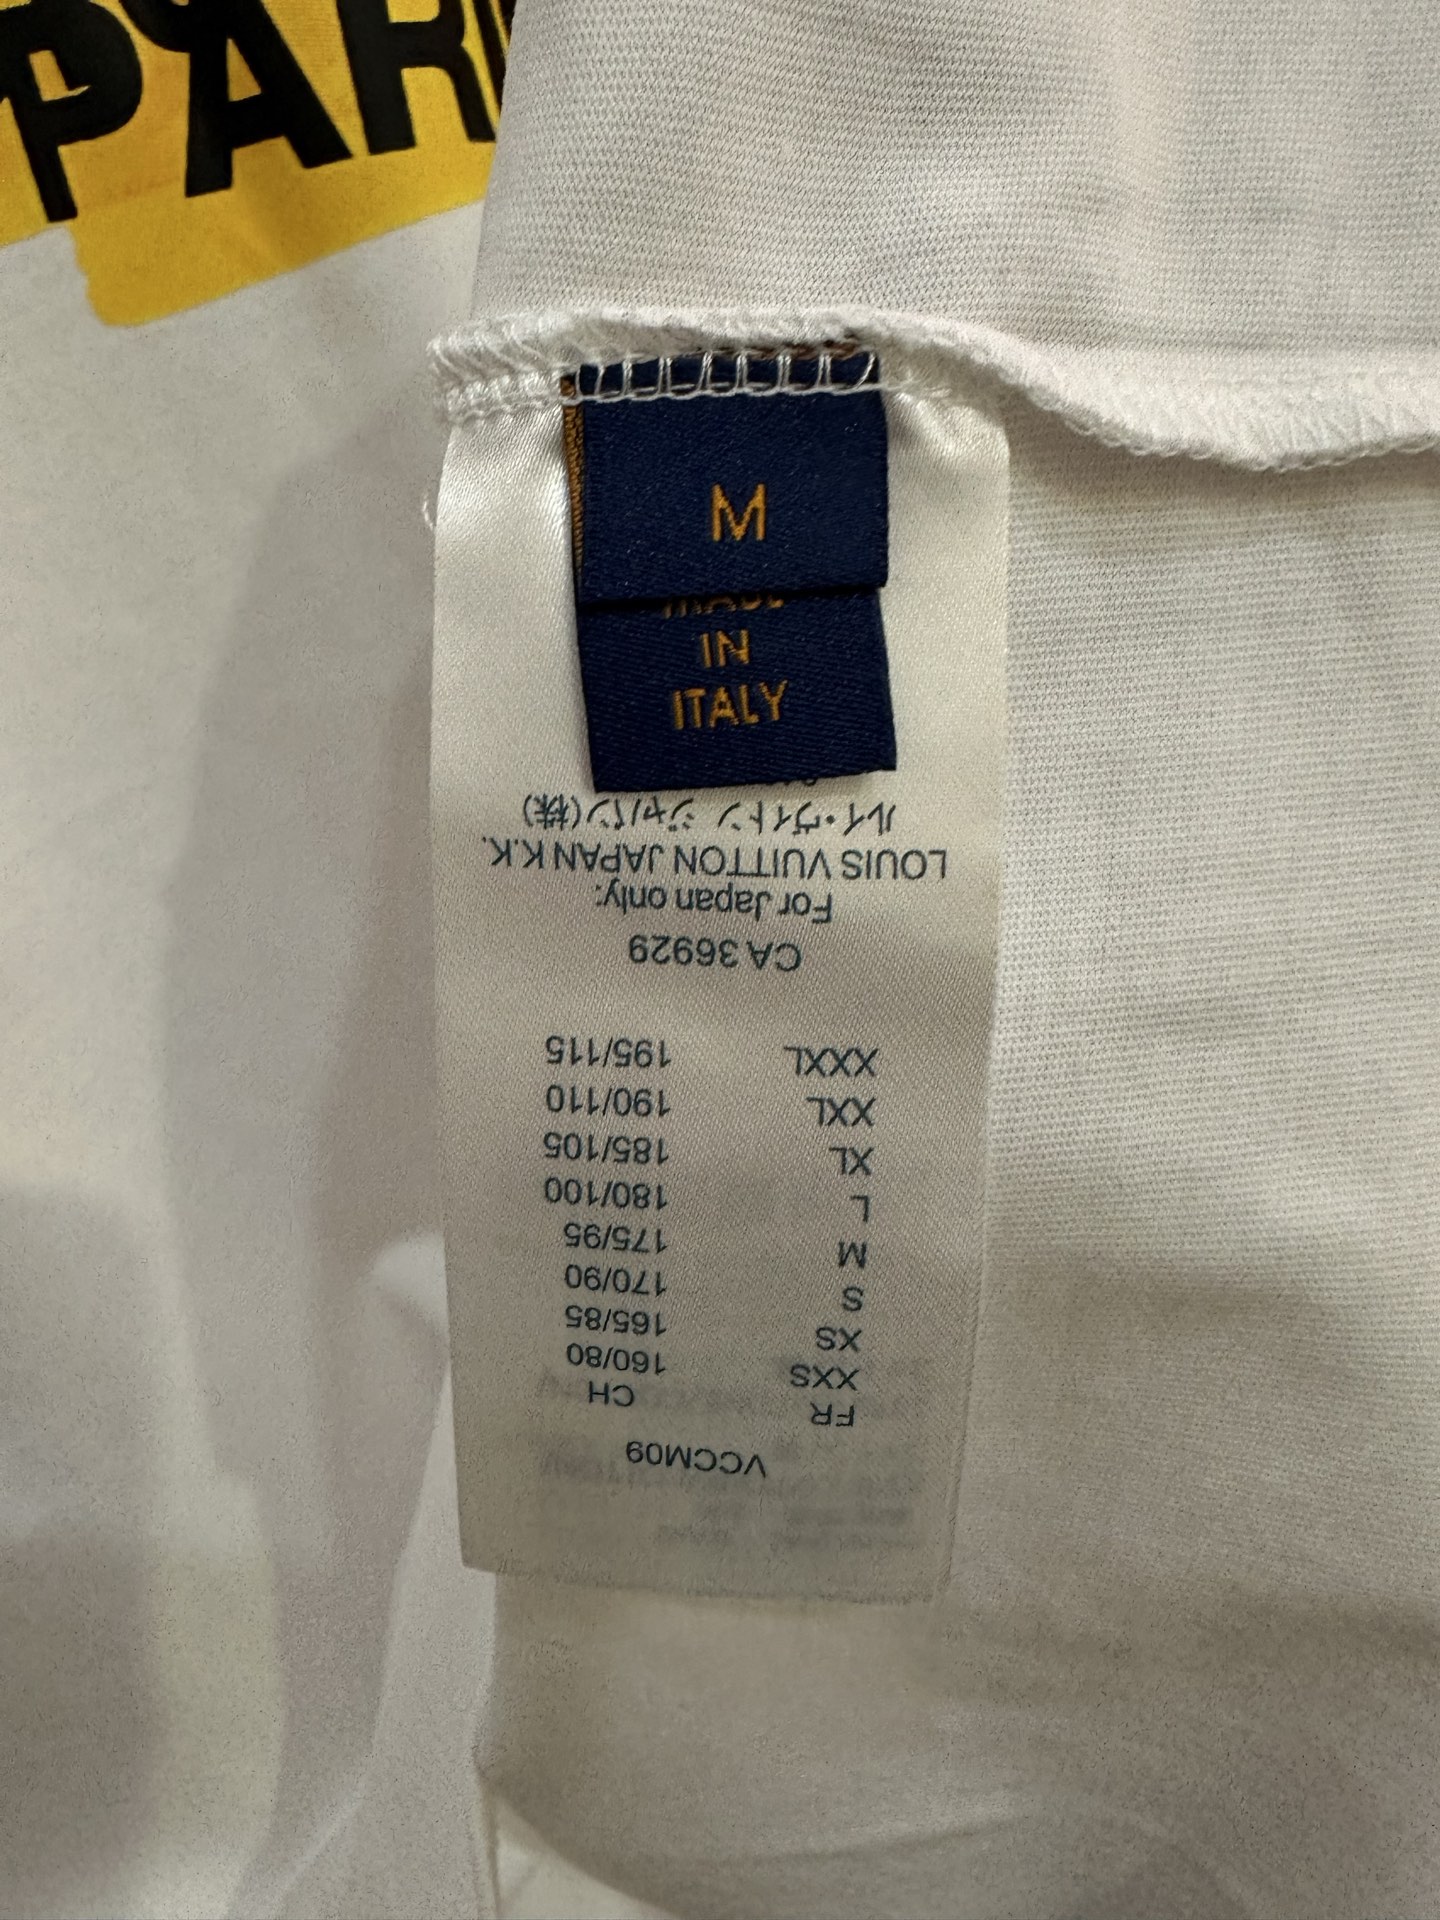 PARI
M
IN
ITALY
VCCM09
FR CH
XXS 160/80
XS 165/85
S 170/90
M 175/95
L 180/100
XL 185/105
XXL 190/110
XXXL 195/115
CA 36929
For Japan only:
LOUIS VUITTON JAPAN K.K.
ルイ・ヴィトン ジャパン(株)